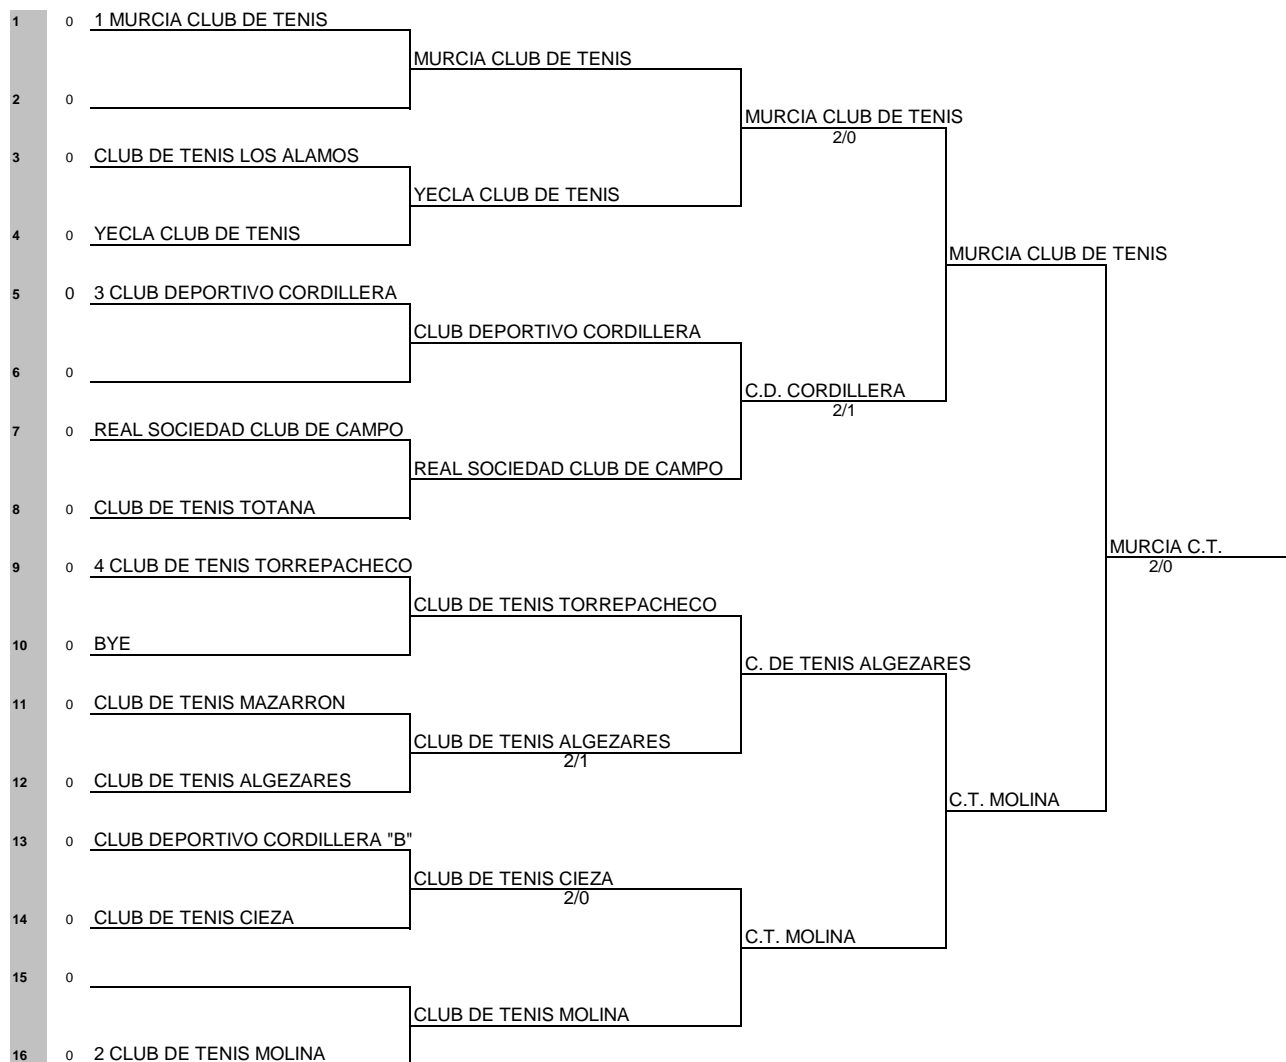 1 0 1 MURCIA CLUB DE TENIS
MURCIA CLUB DE TENIS
2 0
MURCIA CLUB DE TENIS
2/0
3 0 CLUB DE TENIS LOS ALAMOS
YECLA CLUB DE TENIS
4 0 YECLA CLUB DE TENIS
MURCIA CLUB DE TENIS
5 0 3 CLUB DEPORTIVO CORDILLERA
CLUB DEPORTIVO CORDILLERA
6 0
C.D. CORDILLERA
2/1
7 0 REAL SOCIEDAD CLUB DE CAMPO
REAL SOCIEDAD CLUB DE CAMPO
8 0 CLUB DE TENIS TOTANA
MURCIA C.T.
2/0
9 0 4 CLUB DE TENIS TORREPACHECO
CLUB DE TENIS TORREPACHECO
10 0 BYE
C. DE TENIS ALGEZARES
11 0 CLUB DE TENIS MAZARRON
CLUB DE TENIS ALGEZARES
2/1
12 0 CLUB DE TENIS ALGEZARES
C.T. MOLINA
13 0 CLUB DEPORTIVO CORDILLERA "B"
CLUB DE TENIS CIEZA
2/0
14 0 CLUB DE TENIS CIEZA
C.T. MOLINA
15 0
CLUB DE TENIS MOLINA
16 0 2 CLUB DE TENIS MOLINA